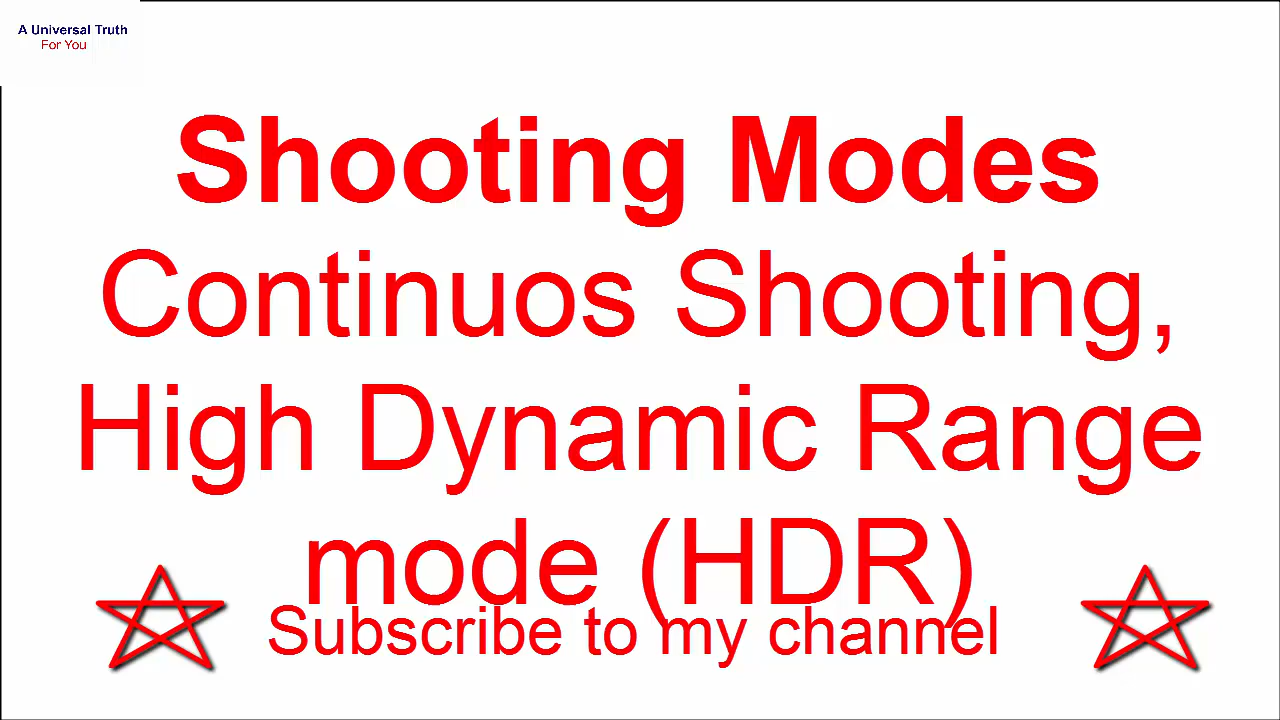 A Universal Truth
For You
Shooting Modes
Continuos Shooting,
High Dynamic Range
mode (HDR)
Subscribe to my channel